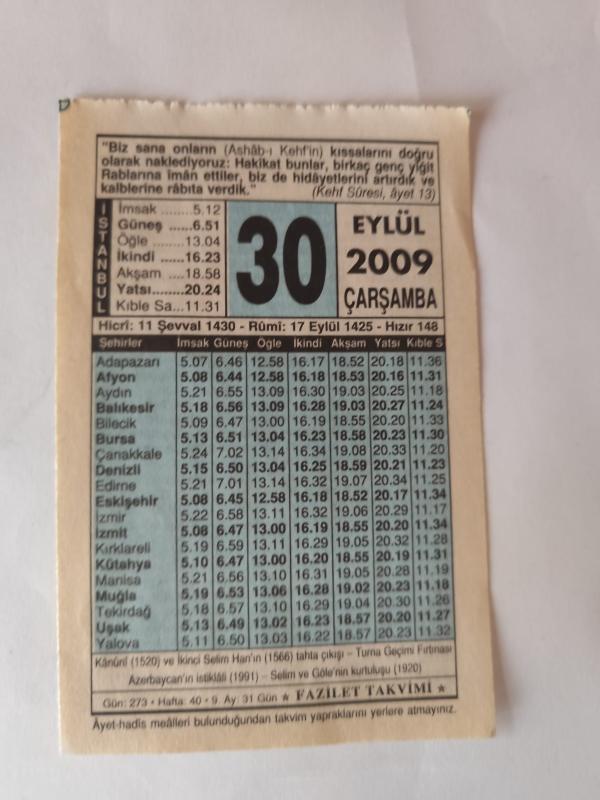 "Biz sana onların (Ashâb-ı Kehf'in) kıssalarını doğru
olarak naklediyoruz: Hakikat bunlar, birkaç genç yiğit
Rablarına îmân ettiler, biz de hidâyetlerini artırdık ve
kalblerine râbıta verdik."
(Kehf Sûresi, âyet 13)
İSTANBUL
İmsak ........5.12
Güneş ......6.51
Öğle ........13.04
İkindi ......16.23
Akşam ....18.58
Yatsı........20.24
Kıble Sa...11.31
30
EYLÜL
2009
ÇARŞAMBA
Hicrî: 11 Şevval 1430 - Rûmî: 17 Eylül 1425 - Hızır 148
Şehirler İmsak Güneş Öğle İkindi Akşam Yatsı Kıble S
Adapazarı 5.07 6.46 12.58 16.17 18.52 20.18 11.36
Afyon 5.08 6.44 12.58 16.18 18.53 20.16 11.31
Aydın 5.21 6.55 13.09 16.30 19.03 20.25 11.18
Balıkesir 5.18 6.56 13.09 16.28 19.03 20.27 11.24
Bilecik 5.09 6.47 13.00 16.19 18.55 20.20 11.33
Bursa 5.13 6.51 13.04 16.23 18.58 20.23 11.30
Çanakkale 5.24 7.02 13.14 16.34 19.08 20.33 11.20
Denizli 5.15 6.50 13.04 16.25 18.59 20.21 11.23
Edirne 5.21 7.01 13.14 16.32 19.07 20.34 11.25
Eskişehir 5.08 6.45 12.58 16.18 18.52 20.17 11.34
İzmir 5.22 6.58 13.11 16.32 19.06 20.29 11.17
İzmit 5.08 6.47 13.00 16.19 18.55 20.20 11.34
Kırklareli 5.19 6.59 13.11 16.29 19.05 20.32 11.28
Kütahya 5.10 6.47 13.00 16.20 18.55 20.19 11.31
Manisa 5.21 6.56 13.10 16.31 19.05 20.28 11.19
Muğla 5.19 6.53 13.06 16.28 19.02 20.23 11.18
Tekirdağ 5.18 6.57 13.10 16.29 19.04 20.30 11.26
Uşak 5.13 6.49 13.02 16.23 18.57 20.20 11.27
Yalova 5.11 6.50 13.03 16.22 18.57 20.23 11.32
Kânûnî (1520) ve İkinci Selim Han'ın (1566) tahta çıkışı – Turna Geçimi Fırtınası
Azerbaycan'ın istiklâli (1991) – Selim ve Göle'nin kurtuluşu (1920)
Gün: 273 • Hafta: 40 • 9. Ay: 31 Gün ★ FAZİLET TAKVİMİ ★
Âyet-hadîs meâlleri bulunduğundan takvim yapraklarını yerlere atmayınız.